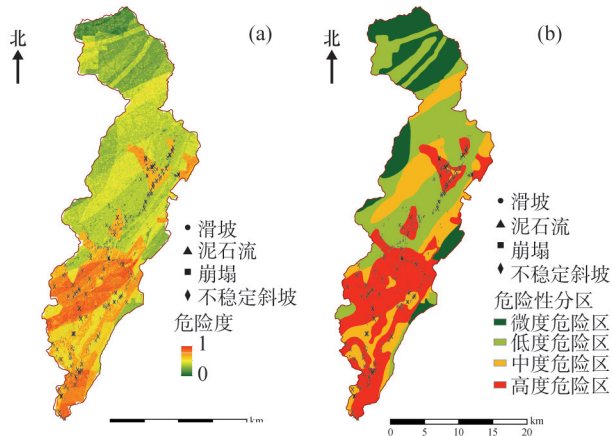 (a)
北
滑坡
泥石流
崩塌
不稳定斜坡
危险度
1
0
km
(b)
北
滑坡
泥石流
崩塌
不稳定斜坡
危险性分区
微度危险区
低度危险区
中度危险区
高度危险区
km
0 5 10 15 20